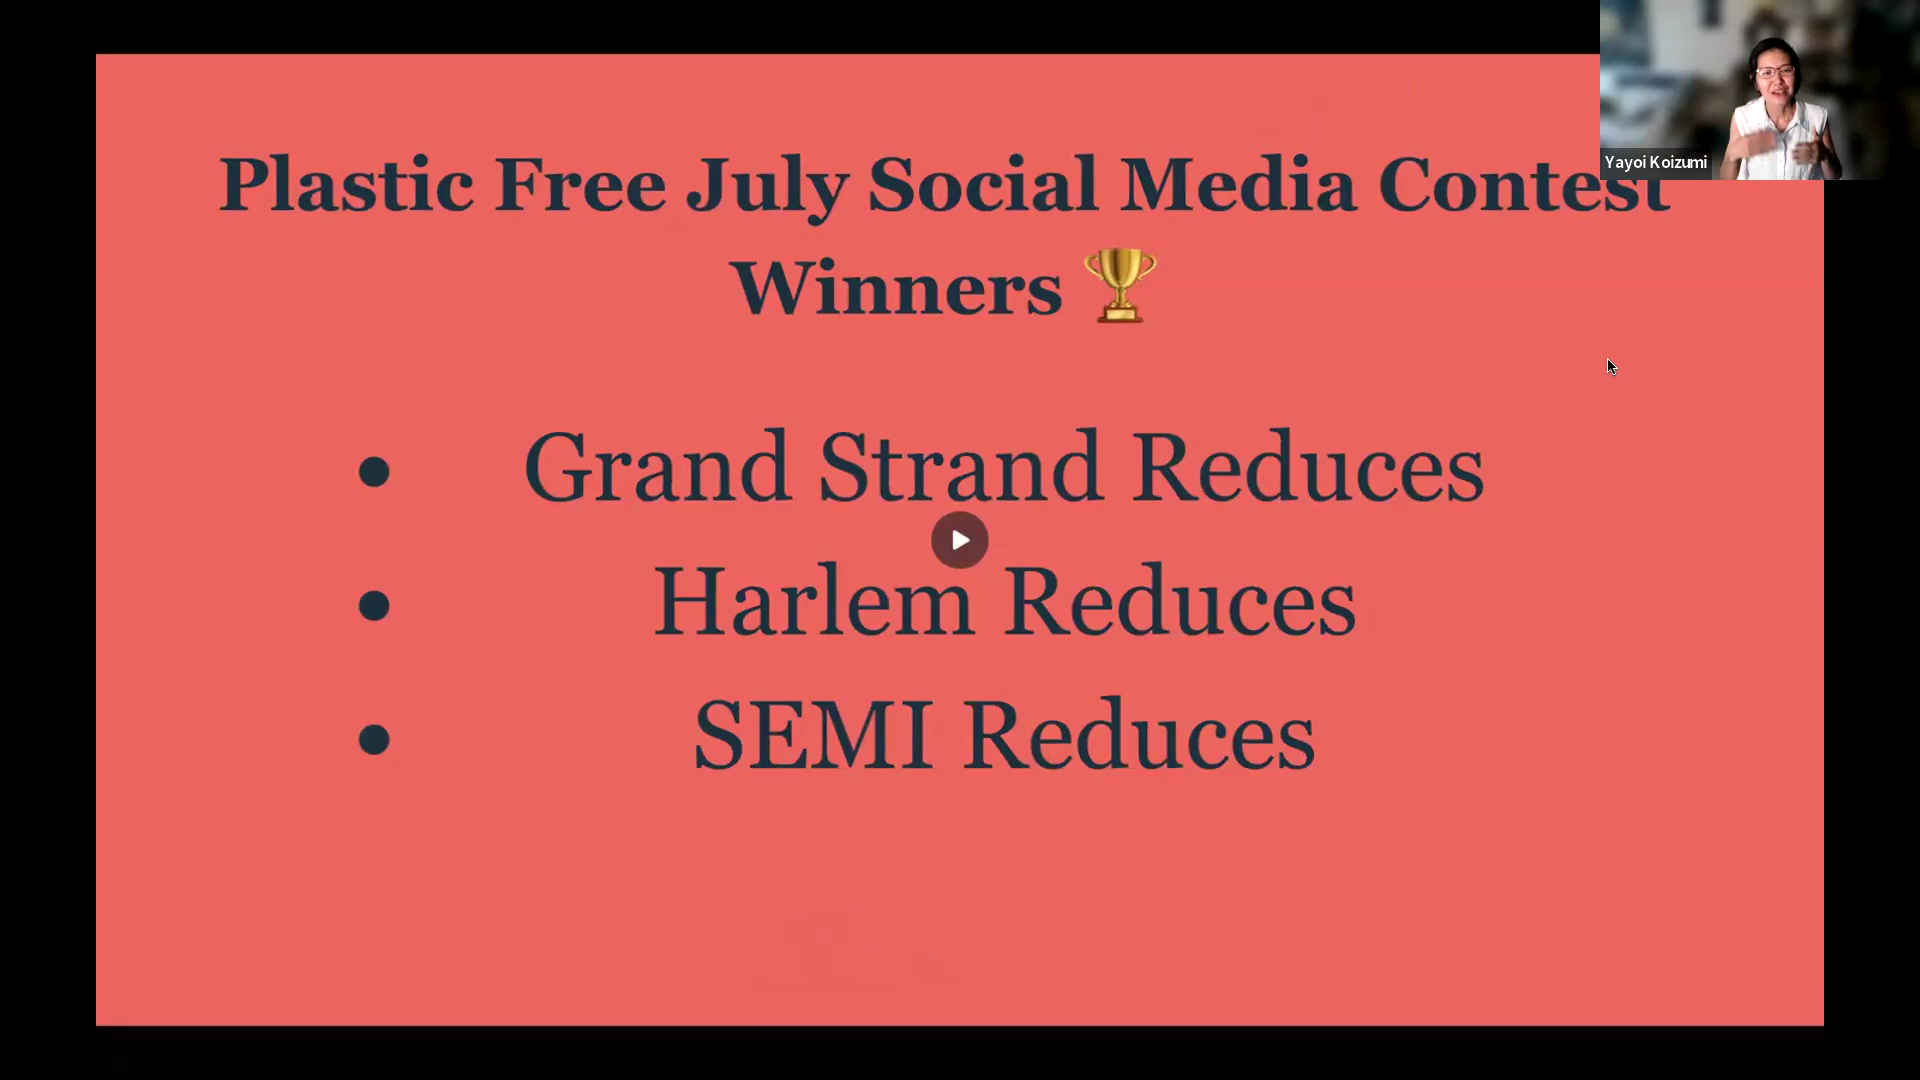 Plastic Free July Social Media Contest
Winners 🏆
Yayoi Koizumi
• Grand Strand Reduces
• Harlem Reduces
• SEMI Reduces